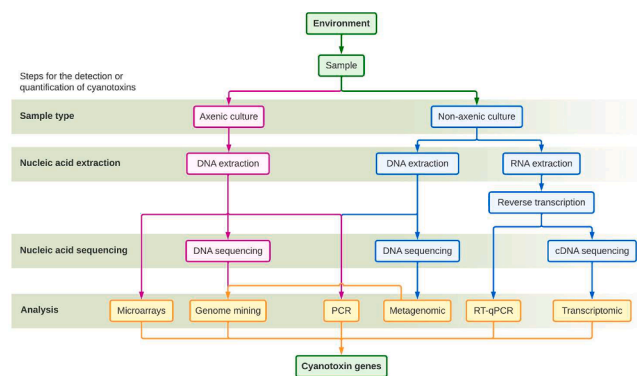 Environment
Sample
Steps for the detection or
quantification of cyanotoxins
Sample type
Axenic culture
Non-axenic culture
Nucleic acid extraction
DNA extraction
DNA extraction
RNA extraction
Reverse transcription
Nucleic acid sequencing
DNA sequencing
DNA sequencing
cDNA sequencing
Analysis
Microarrays
Genome mining
PCR
Metagenomic
RT-qPCR
Transcriptomic
Cyanotoxin genes